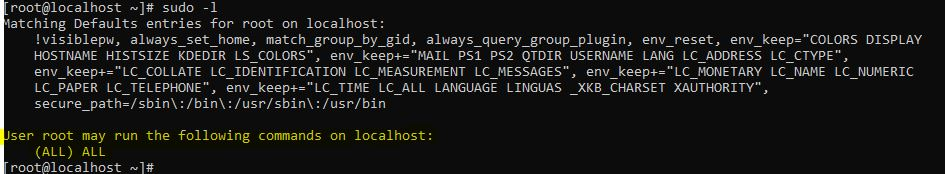 [root@localhost ~]# sudo -l
Matching Defaults entries for root on localhost:
    !visiblepw, always_set_home, match_group_by_gid, always_query_group_plugin, env_reset, env_keep="COLORS DISPLAY
    HOSTNAME HISTSIZE KDEDIR LS_COLORS", env_keep+="MAIL PS1 PS2 QTDIR USERNAME LANG LC_ADDRESS LC_CTYPE",
    env_keep+="LC_COLLATE LC_IDENTIFICATION LC_MEASUREMENT LC_MESSAGES", env_keep+="LC_MONETARY LC_NAME LC_NUMERIC
    LC_PAPER LC_TELEPHONE", env_keep+="LC_TIME LC_ALL LANGUAGE LINGUAS _XKB_CHARSET XAUTHORITY",
    secure_path=/sbin\:/bin\:/usr/sbin\:/usr/bin
User root may run the following commands on localhost:
    (ALL) ALL
[root@localhost ~]#